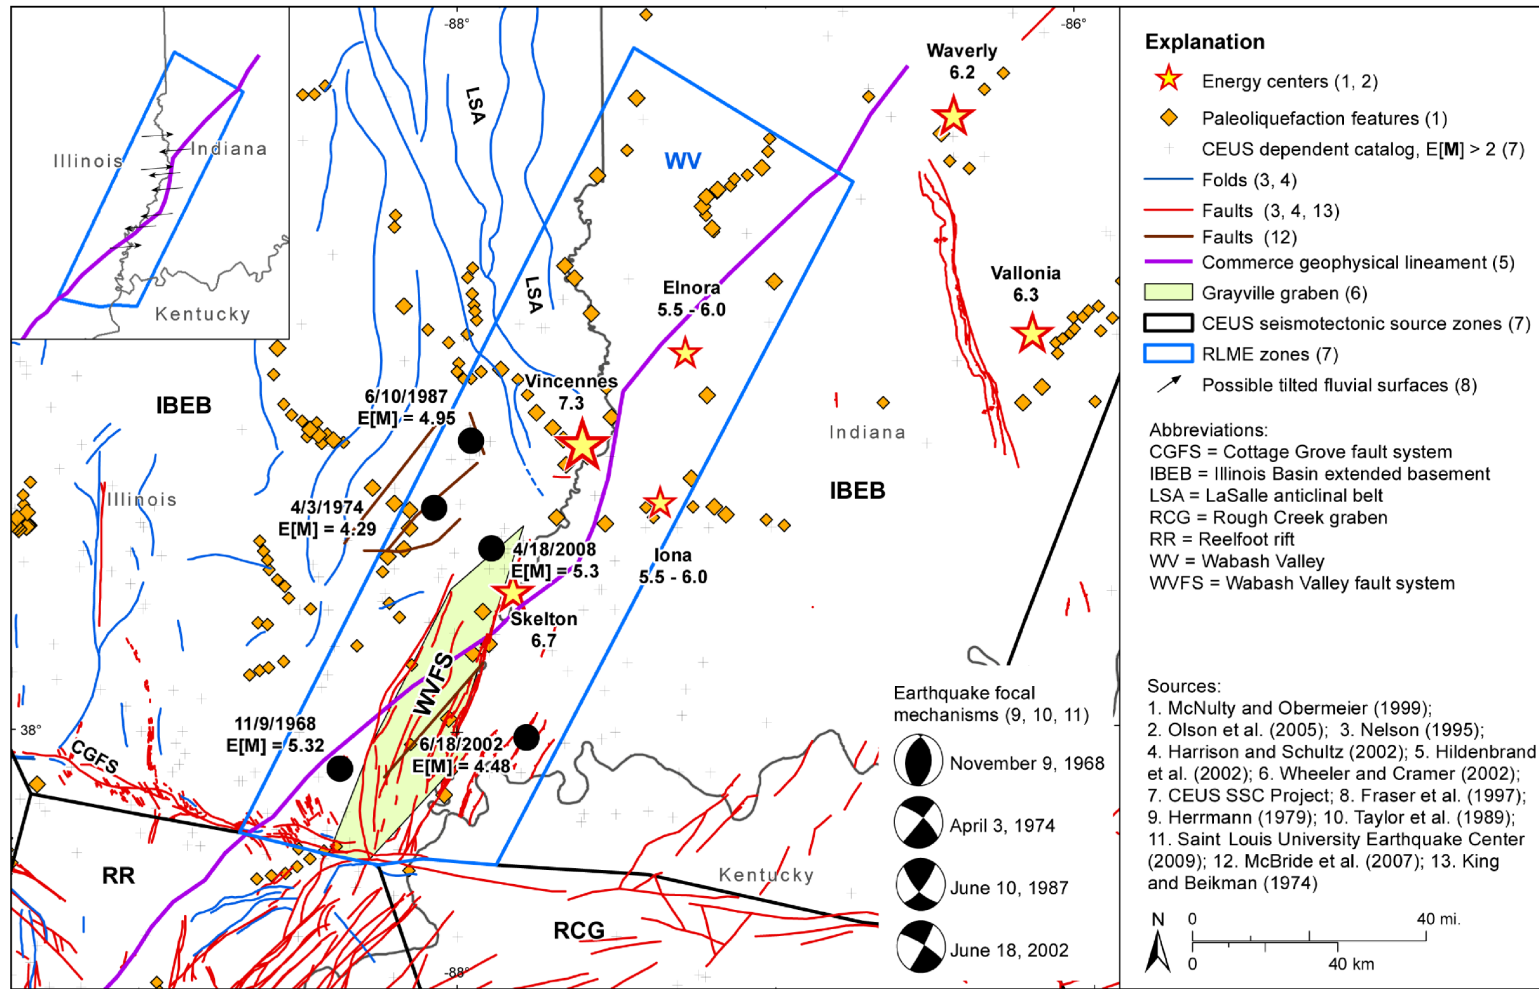 -88°
-86°
Illinois
Indiana
Kentucky
LSA
Waverly
6.2
WV
LSA
Elnora
5.5 - 6.0
Vallonia
6.3
IBEB
6/10/1987
E[M] = 4.95
Vincennes
7.3
Indiana
Illinois
4/3/1974
E[M] = 4.29
IBEB
4/18/2008
E[M] = 5.3
Iona
5.5 - 6.0
Skelton
6.7
WVFS
38°
11/9/1968
E[M] = 5.32
6/18/2002
E[M] = 4.48
CGFS
RR
Kentucky
RCG
-88°
Earthquake focal
mechanisms (9, 10, 11)
November 9, 1968
April 3, 1974
June 10, 1987
June 18, 2002
Explanation
Energy centers (1, 2)
Paleoliquefaction features (1)
CEUS dependent catalog, E[M] > 2 (7)
Folds (3, 4)
Faults (3, 4, 13)
Faults (12)
Commerce geophysical lineament (5)
Grayville graben (6)
CEUS seismotectonic source zones (7)
RLME zones (7)
Possible tilted fluvial surfaces (8)
Abbreviations:
CGFS = Cottage Grove fault system
IBEB = Illinois Basin extended basement
LSA = LaSalle anticlinal belt
RCG = Rough Creek graben
RR = Reelfoot rift
WV = Wabash Valley
WVFS = Wabash Valley fault system
Sources:
1. McNulty and Obermeier (1999);
2. Olson et al. (2005);  3. Nelson (1995);
4. Harrison and Schultz (2002); 5. Hildenbrand
et al. (2002); 6. Wheeler and Cramer (2002);
7. CEUS SSC Project; 8. Fraser et al. (1997);
9. Herrmann (1979); 10. Taylor et al. (1989);
11. Saint Louis University Earthquake Center
(2009); 12. McBride et al. (2007); 13. King
and Beikman (1974)
N
0 40 mi.
0 40 km